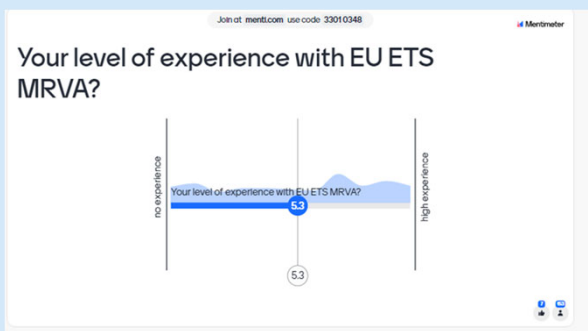 Join at menti.com use code 3301 0348
Mentimeter
Your level of experience with EU ETS
MRVA?
no experience
Your level of experience with EU ETS MRVA?
high experience
5.3
5.3